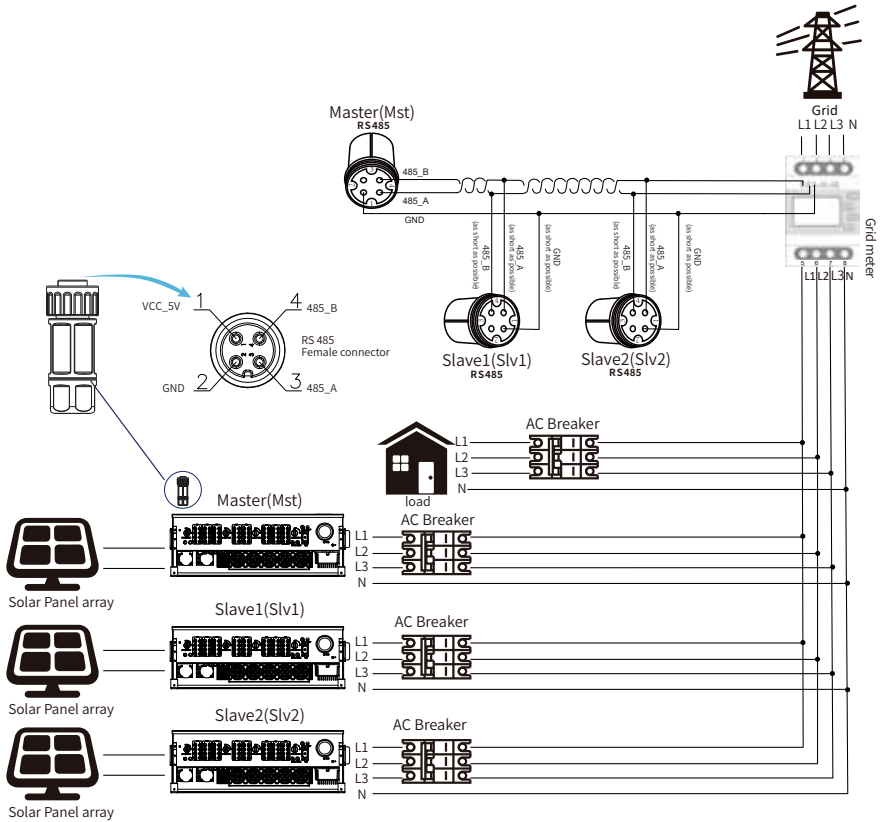 Grid
L1 L2 L3 N
Master(Mst)
RS485
485_B
485_A
GND
485_B
(as short as possible)
485_A
(as short as possible)
GND
(as short as possible)
485_B
(as short as possible)
485_A
(as short as possible)
GND
(as short as possible)
Grid meter
5 6 7 8
L1 L2 L3 N
Slave1(Slv1)
RS485
Slave2(Slv2)
RS485
VCC_5V 1
4 485_B
RS 485
Female connector
GND 2
3 485_A
AC Breaker
L1
L2
L3
N
load
Master(Mst)
AC Breaker
L1
L2
L3
N
Solar Panel array
Slave1(Slv1)
AC Breaker
L1
L2
L3
N
Solar Panel array
Slave2(Slv2)
AC Breaker
L1
L2
L3
N
Solar Panel array